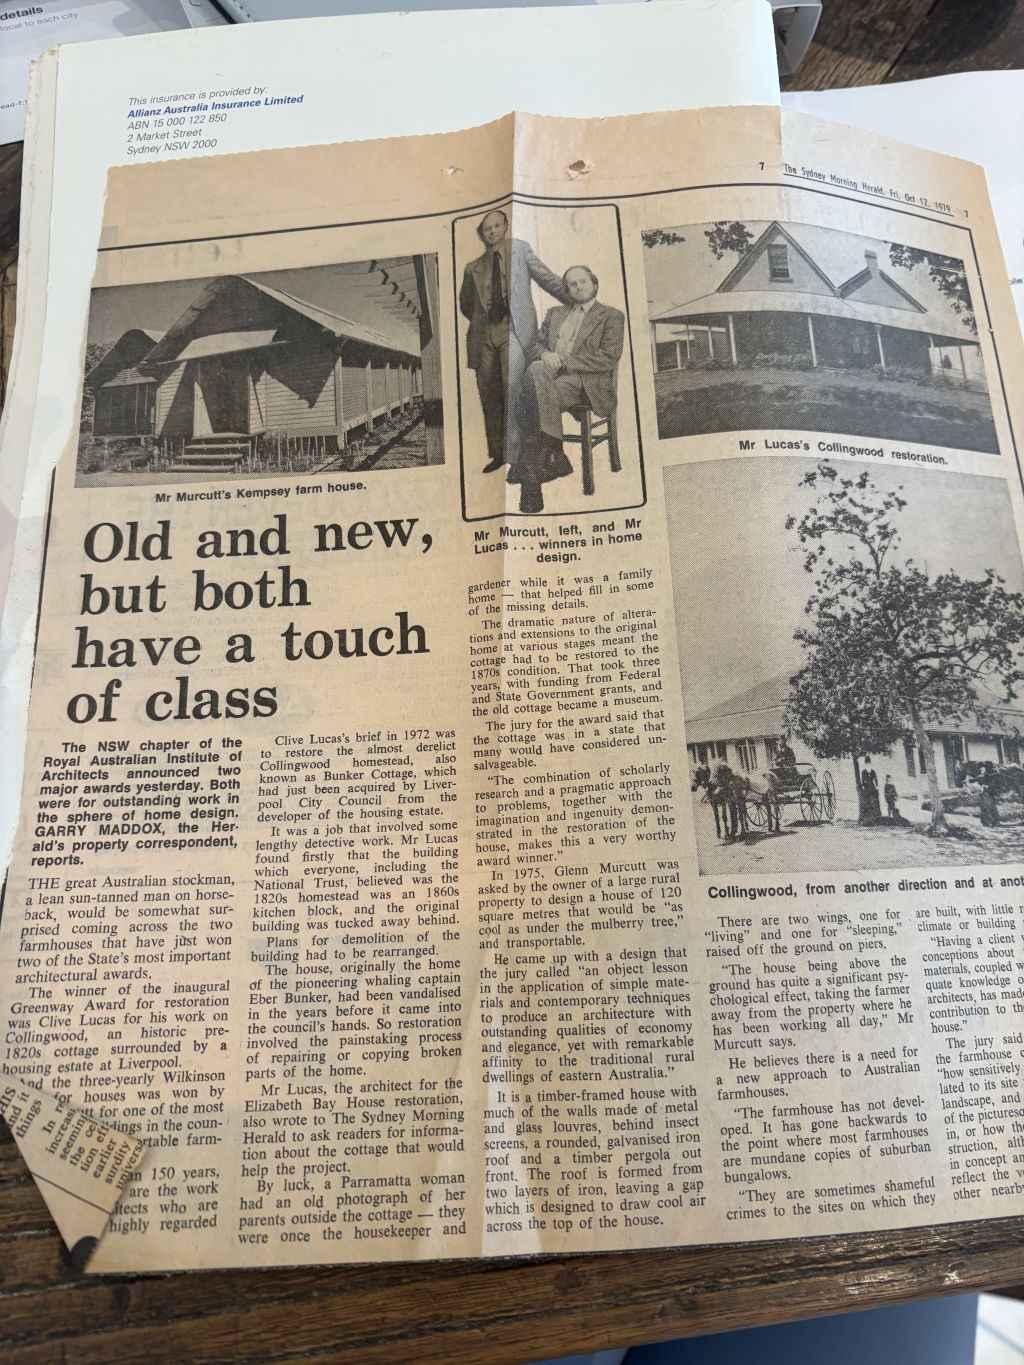 details
local to each city
This insurance is provided by:
Allianz Australia Insurance Limited
ABN 15 000 122 850
2 Market Street
Sydney NSW 2000
7
The Sydney Morning Herald, Fri, Oct 12, 1979
7
Mr Murcutt's Kempsey farm house.
Mr Murcutt, left, and Mr
Lucas . . . winners in home
design.
Mr Lucas's Collingwood restoration.
Old and new,
but both
have a touch
of class
The NSW chapter of the
Royal Australian Institute of
Architects announced two
major awards yesterday. Both
were for outstanding work in
the sphere of home design.
GARRY MADDOX, the Her-
ald's property correspondent,
reports.
THE great Australian stockman,
a lean sun-tanned man on horse-
back, would be somewhat sur-
prised coming across the two
farmhouses that have just won
two of the State's most important
architectural awards.
The winner of the inaugural
Greenway Award for restoration
was Clive Lucas for his work on
Collingwood, an historic pre-
1820s cottage surrounded by a
housing estate at Liverpool.
And the three-yearly Wilkinson
for houses was won by
for one of the most
in the coun-
farm-
150 years,
are the work
who are
highly regarded
Clive Lucas's brief in 1972 was
to restore the almost derelict
Collingwood homestead, also
known as Bunker Cottage, which
had just been acquired by Liver-
pool City Council from the
developer of the housing estate.
It was a job that involved some
lengthy detective work. Mr Lucas
found firstly that the building
which everyone, including the
National Trust, believed was the
1820s homestead was an 1860s
kitchen block, and the original
building was tucked away behind.
Plans for demolition of the
building had to be rearranged.
The house, originally the home
of the pioneering whaling captain
Eber Bunker, had been vandalised
in the years before it came into
the council's hands. So restoration
involved the painstaking process
of repairing or copying broken
parts of the home.
Mr Lucas, the architect for the
Elizabeth Bay House restoration,
also wrote to The Sydney Morning
Herald to ask readers for informa-
tion about the cottage that would
help the project.
By luck, a Parramatta woman
had an old photograph of her
parents outside the cottage — they
were once the housekeeper and
gardener while it was a family
home — that helped fill in some
of the missing details.
The dramatic nature of altera-
tions and extensions to the original
home at various stages meant the
cottage had to be restored to the
1870s condition. That took three
years, with funding from Federal
and State Government grants, and
the old cottage became a museum.
The jury for the award said that
the cottage was in a state that
many would have considered un-
salvageable.
"The combination of scholarly
research and a pragmatic approach
to problems, together with the
imagination and ingenuity demon-
strated in the restoration of the
house, makes this a very worthy
award winner."
In 1975, Glenn Murcutt was
asked by the owner of a large rural
property to design a house of 120
square metres that would be "as
cool as under the mulberry tree,"
and transportable.
He came up with a design that
the jury called "an object lesson
in the application of simple mate-
rials and contemporary techniques
to produce an architecture with
outstanding qualities of economy
and elegance, yet with remarkable
affinity to the traditional rural
dwellings of eastern Australia."
It is a timber-framed house with
much of the walls made of metal
and glass louvres, behind insect
screens, a rounded, galvanised iron
roof and a timber pergola out
front. The roof is formed from
two layers of iron, leaving a gap
which is designed to draw cool air
across the top of the house.
Collingwood, from another direction and at
There are two wings, one for
"living" and one for "sleeping,"
raised off the ground on piers.
"The house being above the
ground has quite a significant psy-
chological effect, taking the farmer
away from the property where he
has been working all day," Mr
Murcutt says.
He believes there is a need for
a new approach to Australian
farmhouses.
"The farmhouse has not devel-
oped. It has gone backwards to
the point where most farmhouses
are mundane copies of suburban
bungalows.
"They are sometimes shameful
crimes to the sites on which they
are built, with little
climate or building
"Having a client
conceptions about
materials, coupled
quate knowledge
architects, has
contribution to
house."
The jury said
the farmhouse
"how sensitively
lated to its site
landscape, and
of the
in, or how
struction,
in concept
reflect the
other
things
In
seeming
the
tion
earlier
surdity